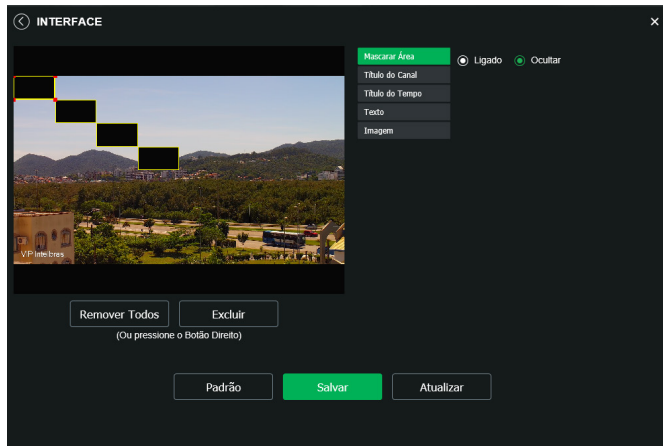 INTERFACE
Mascarar Área
Ligado
Ocultar
Título do Canal
Título do Tempo
Texto
Imagem
VIP Intelbras
Remover Todos
Excluir
(Ou pressione o Botão Direito)
Padrão
Salvar
Atualizar